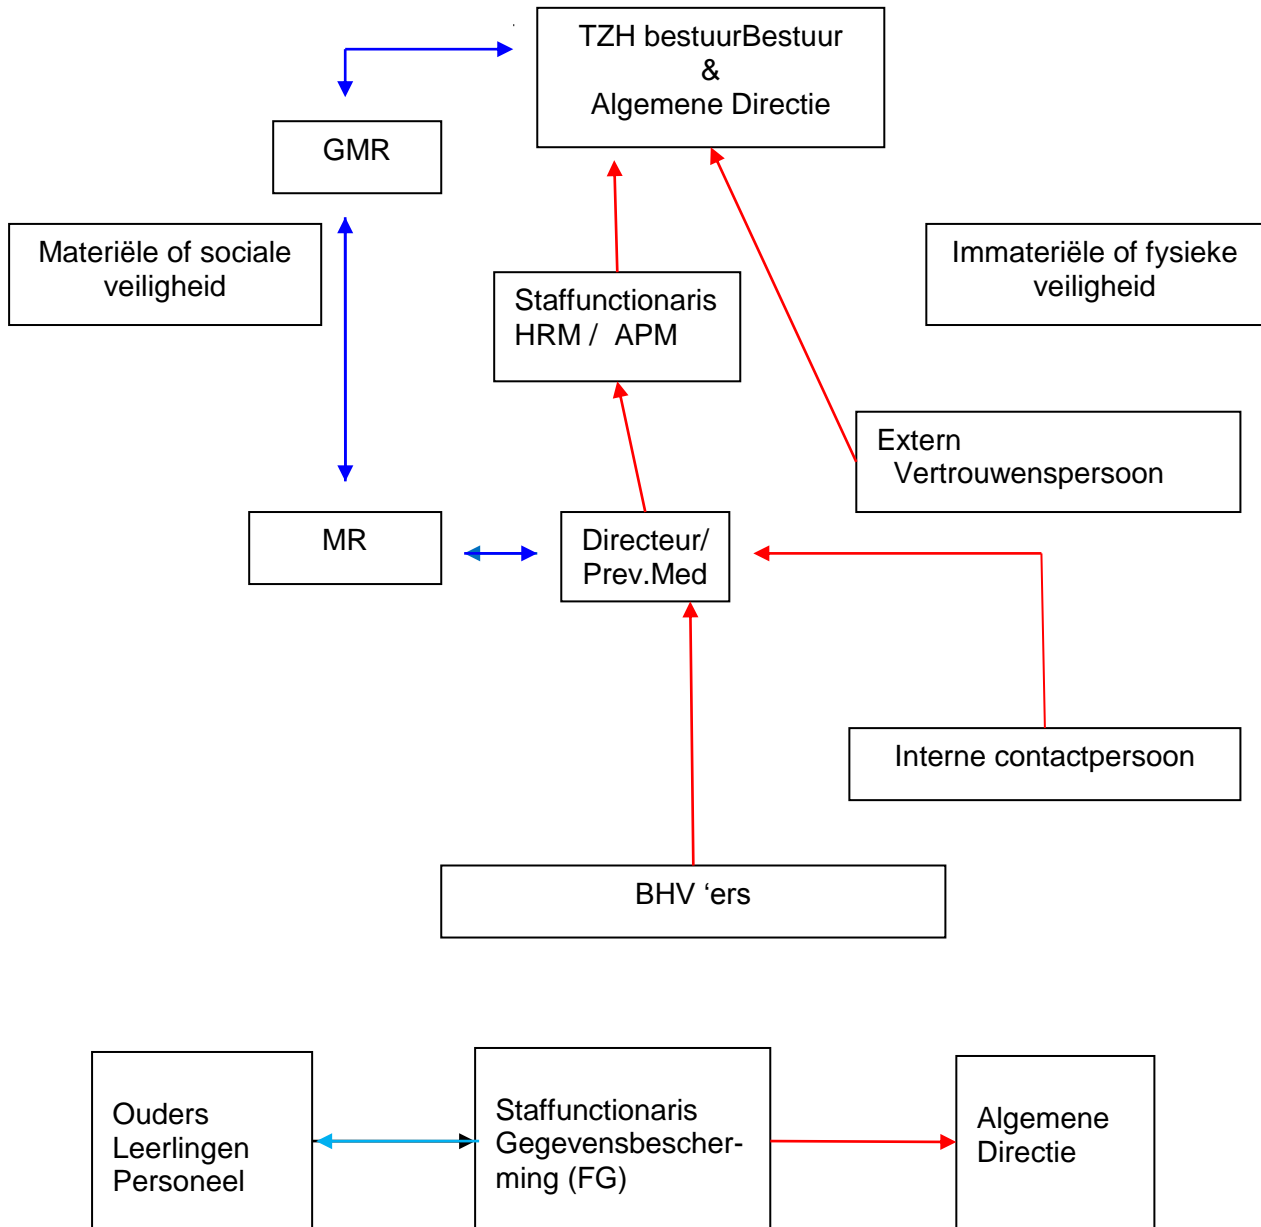 TZH bestuurBestuur
&
Algemene Directie
GMR
Materiële of sociale
veiligheid
Immateriële of fysieke
veiligheid
Staffunctionaris
HRM / APM
Extern
Vertrouwenspersoon
MR
Directeur/
Prev.Med
Interne contactpersoon
BHV ‘ers
Ouders
Leerlingen
Personeel
Staffunctionaris
Gegevensbescher-
ming (FG)
Algemene
Directie